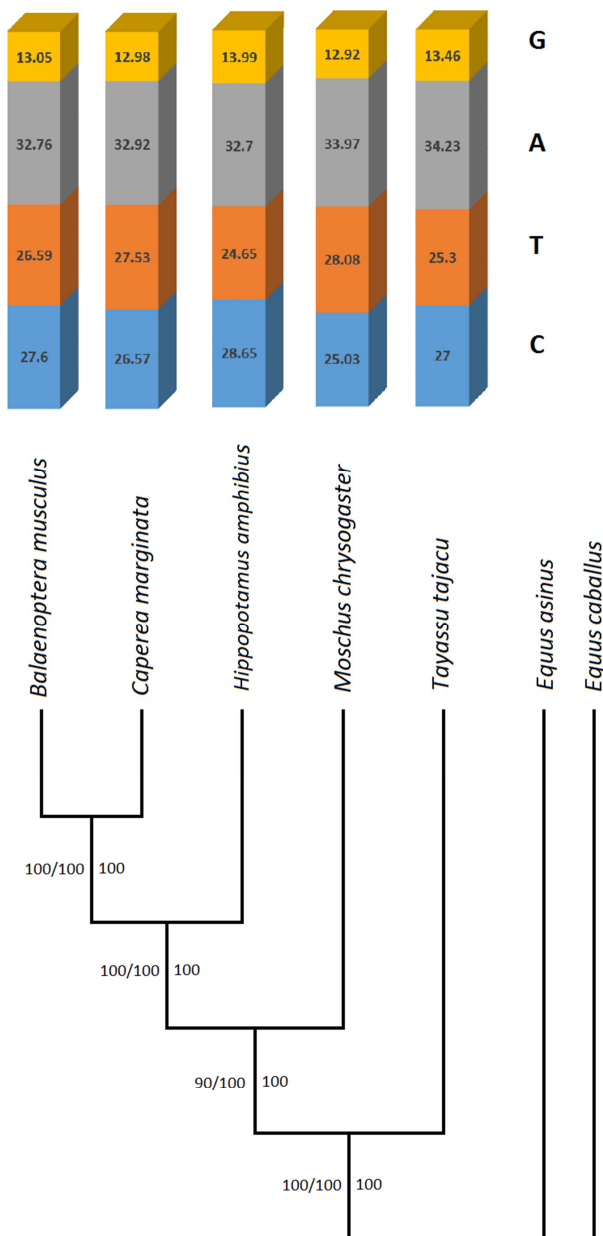 13.05 12.98 13.99 12.92 13.46 G
32.76 32.92 32.7 33.97 34.23 A
26.59 27.53 24.65 28.08 25.3 T
27.6 26.57 28.65 25.03 27 C
Balaenoptera musculus
Caperea marginata
Hippopotamus amphibius
Moschus chrysogaster
Tayassu tajacu
Equus asinus
Equus caballus
100/100 100
100/100 100
90/100 100
100/100 100